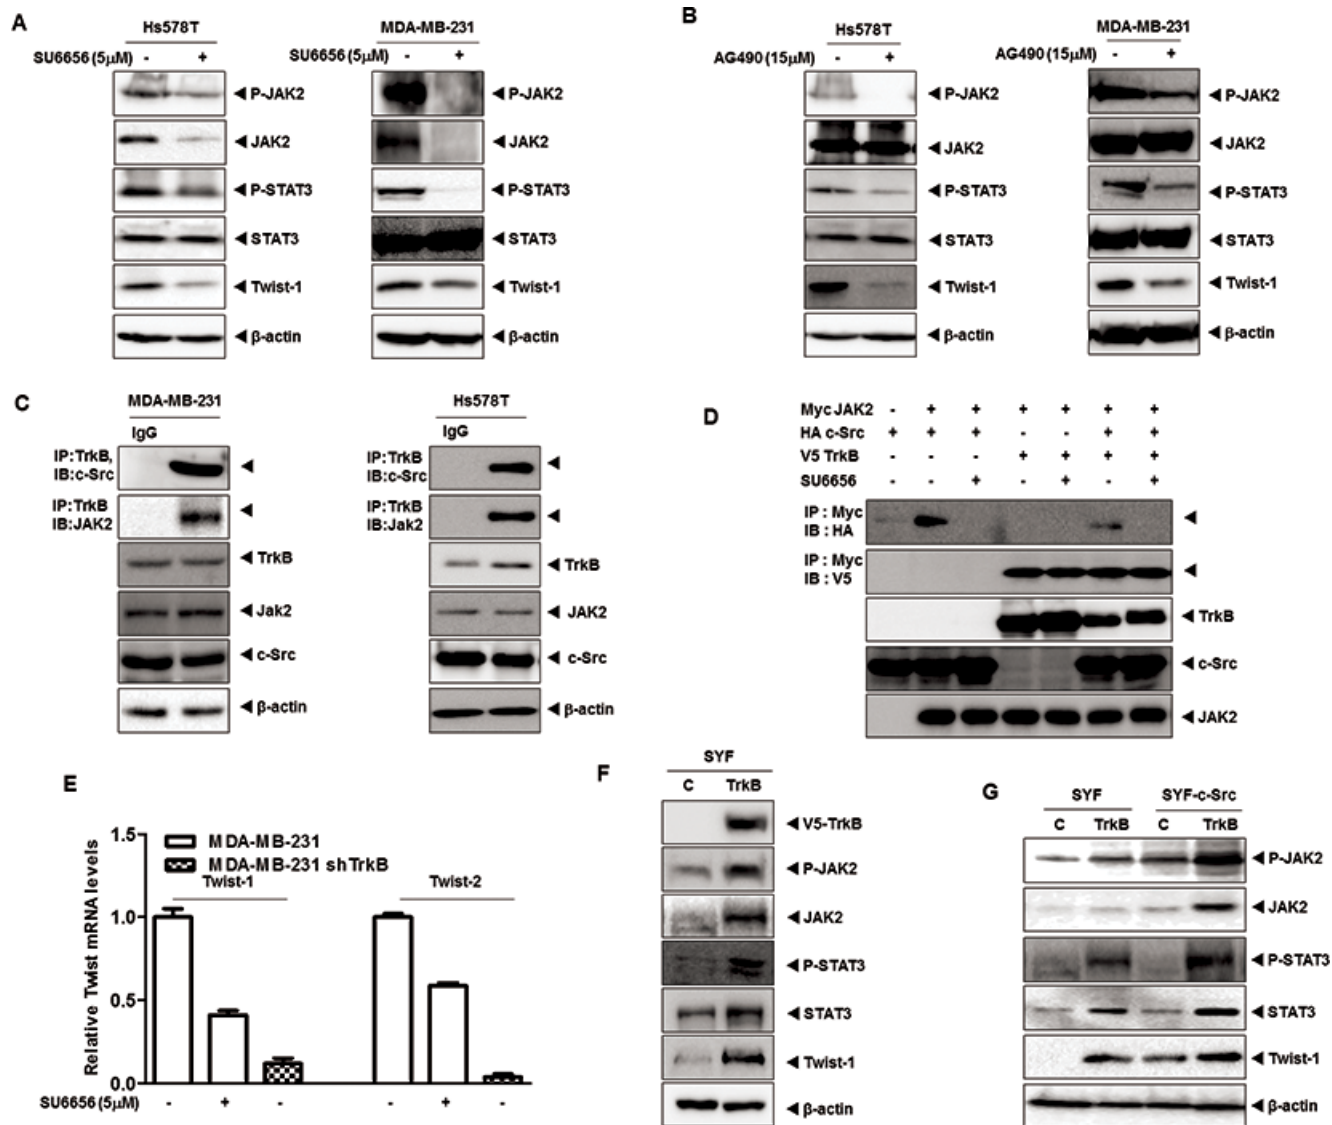 A
Hs578T
MDA-MB-231
SU6656 (5μM) - +
SU6656 (5μM) - +
P-JAK2
JAK2
P-STAT3
STAT3
Twist-1
β-actin
P-JAK2
JAK2
P-STAT3
STAT3
Twist-1
β-actin
B
Hs578T
MDA-MB-231
AG490 (15μM) - +
AG490 (15μM) - +
P-JAK2
JAK2
P-STAT3
STAT3
Twist-1
β-actin
P-JAK2
JAK2
P-STAT3
STAT3
Twist-1
β-actin
C
MDA-MB-231
IgG
IP:TrkB,
IB:c-Src
IP:TrkB
IB:JAK2
TrkB
Jak2
c-Src
β-actin
Hs578T
IgG
IP:TrkB
IB:c-Src
IP:TrkB
IB:Jak2
TrkB
JAK2
c-Src
β-actin
D
Myc JAK2 - + + + + + +
HA c-Src + + + - - + +
V5 TrkB - - - + + + +
SU6656 - - + - + - +
IP : Myc
IB : HA
IP : Myc
IB : V5
TrkB
c-Src
JAK2
E
Relative Twist mRNA levels
1.5
1.0
0.5
0.0
MDA-MB-231
MDA-MB-231 shTrkB
Twist-1
Twist-2
SU6656 (5μM) - + - - + -
F
SYF
C TrkB
V5-TrkB
P-JAK2
JAK2
P-STAT3
STAT3
Twist-1
β-actin
G
SYF SYF-c-Src
C TrkB C TrkB
P-JAK2
JAK2
P-STAT3
STAT3
Twist-1
β-actin